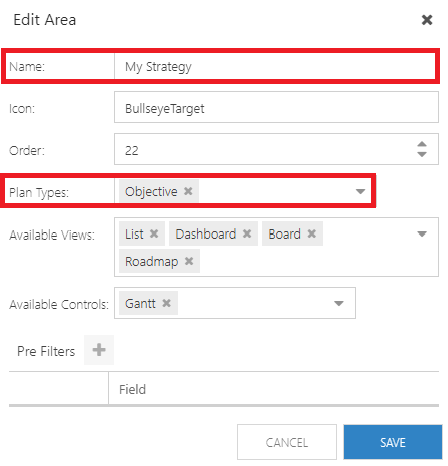 Edit Area
Name: My Strategy
Icon: BullseyeTarget
Order: 22
Plan Types: Objective
Available Views: List Dashboard Board
Roadmap
Available Controls: Gantt
Pre Filters
Field
CANCEL SAVE